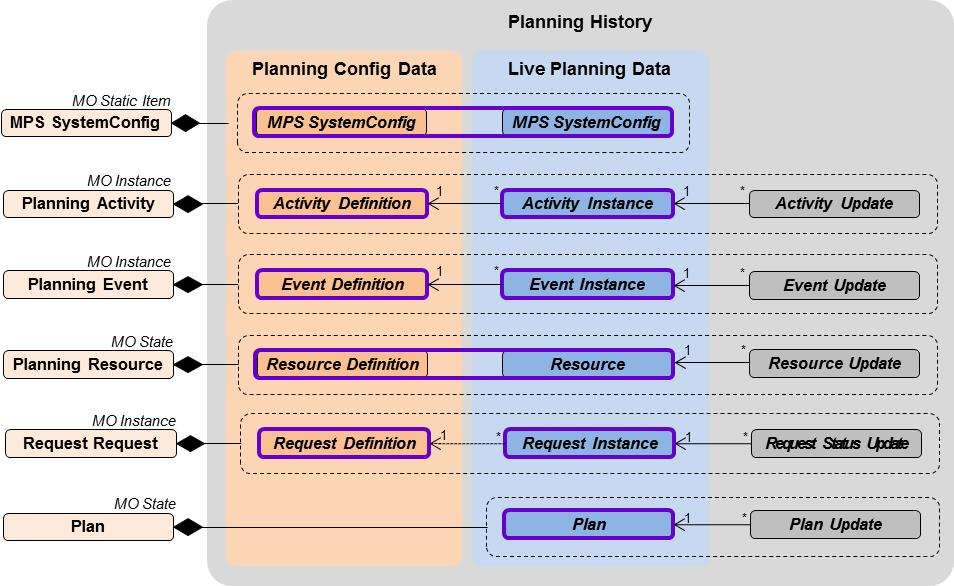 Planning History
Planning Config Data
Live Planning Data
MO Static Item
MPS SystemConfig
MPS SystemConfig
MPS SystemConfig
MO Instance
Planning Activity
Activity Definition
1
*
Activity Instance
1
*
Activity Update
MO Instance
Planning Event
Event Definition
1
*
Event Instance
1
*
Event Update
MO State
Planning Resource
Resource Definition
Resource
1
*
Resource Update
MO Instance
Request Request
Request Definition
1
*
Request Instance
1
*
Request Status Update
MO State
Plan
Plan
1
*
Plan Update